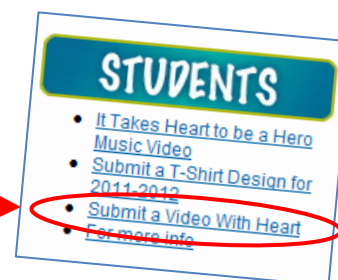 STUDENTS
It Takes Heart to be a Hero
Music Video
Submit a T-Shirt Design for
2011-2012
Submit a Video With Heart
For more info